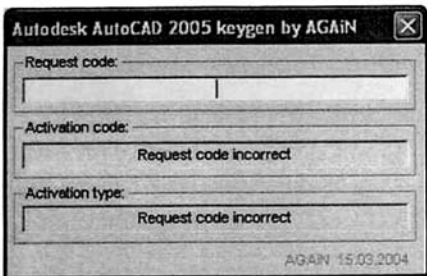 Autodesk AutoCAD 2005 keygen by AGAiN
Request code:
Activation code:
Request code incorrect
Activation type:
Request code incorrect
AGAiN 15.03.2004